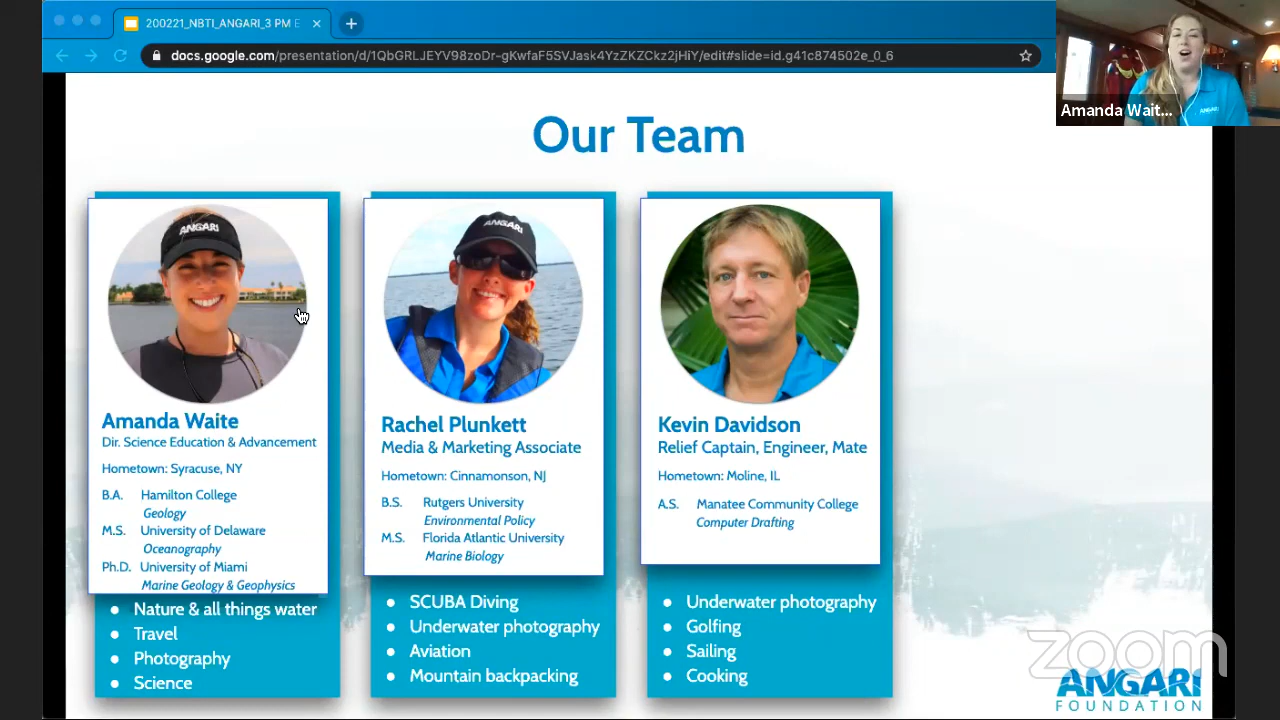 200221_NBTI_ANGARI_3 PM E
docs.google.com/presentation/d/1QbGRLJEYV98zoDr-gKwfaF5SVJask4YzZKZCkz2jHiY/edit#slide=id.g41c874502e_0_6
Amanda Wait...
Our Team
ANGARI
Amanda Waite
Dir. Science Education & Advancement
Hometown: Syracuse, NY
B.A. Hamilton College
Geology
M.S. University of Delaware
Oceanography
Ph.D. University of Miami
Marine Geology & Geophysics
• Nature & all things water
• Travel
• Photography
• Science
ANGARI
Rachel Plunkett
Media & Marketing Associate
Hometown: Cinnamonson, NJ
B.S. Rutgers University
Environmental Policy
M.S. Florida Atlantic University
Marine Biology
• SCUBA Diving
• Underwater photography
• Aviation
• Mountain backpacking
Kevin Davidson
Relief Captain, Engineer, Mate
Hometown: Moline, IL
A.S. Manatee Community College
Computer Drafting
• Underwater photography
• Golfing
• Sailing
• Cooking
zoom
ANGARI
FOUNDATION